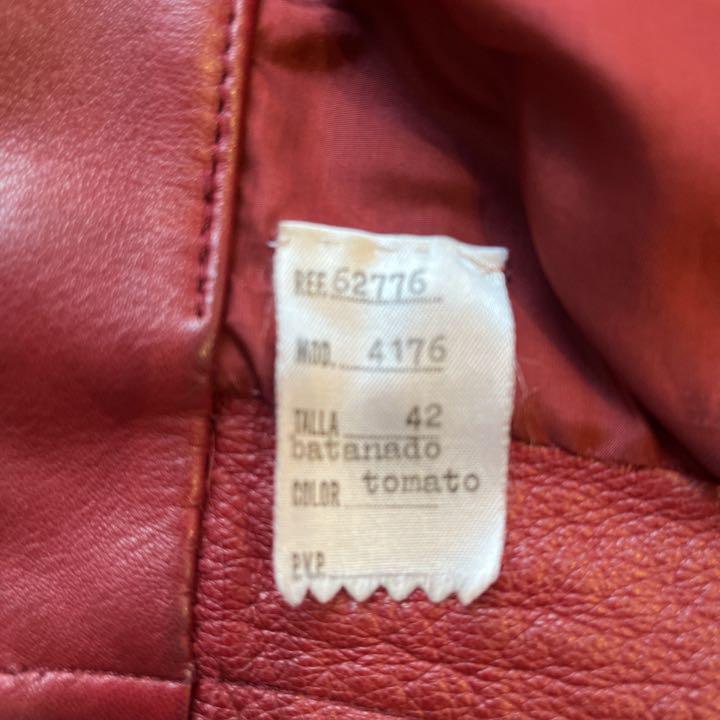 REF. 62776
MOD. 4176
TALLA 42
batanado
COLOR tomato
P.V.P.